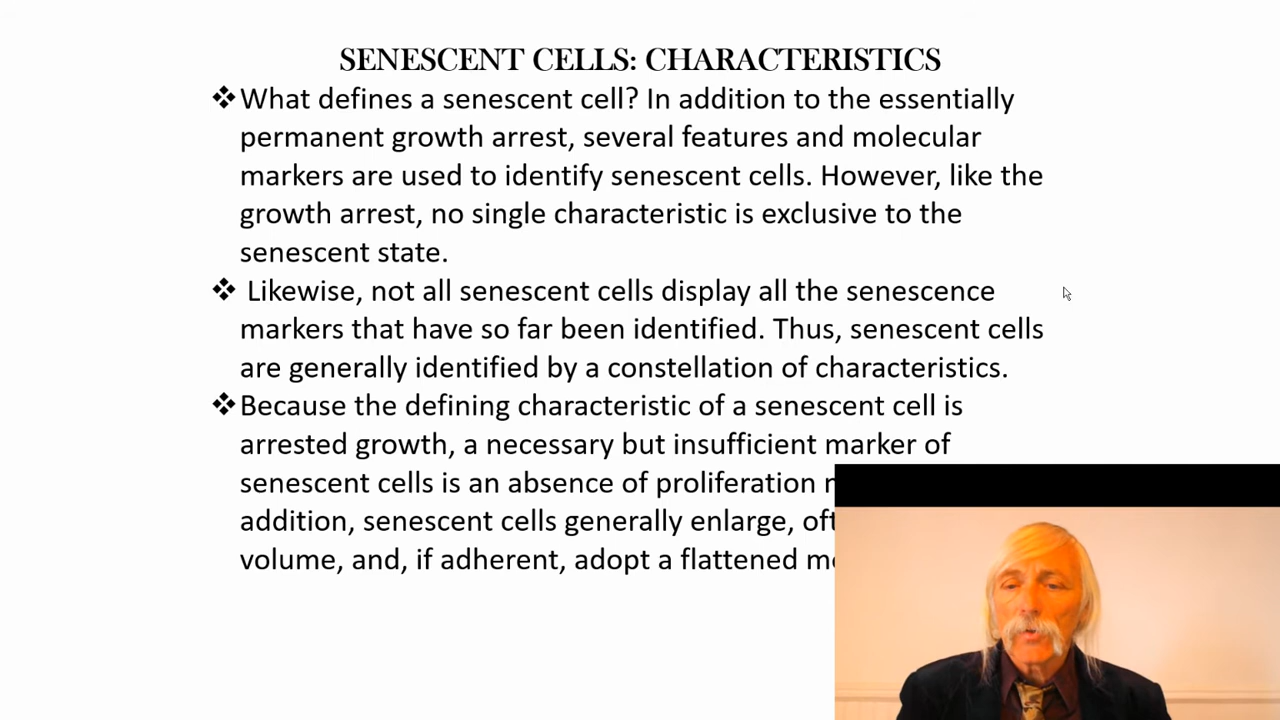 SENESCENT CELLS: CHARACTERISTICS
❖What defines a senescent cell? In addition to the essentially
permanent growth arrest, several features and molecular
markers are used to identify senescent cells. However, like the
growth arrest, no single characteristic is exclusive to the
senescent state.
❖ Likewise, not all senescent cells display all the senescence
markers that have so far been identified. Thus, senescent cells
are generally identified by a constellation of characteristics.
❖Because the defining characteristic of a senescent cell is
arrested growth, a necessary but insufficient marker of
senescent cells is an absence of proliferation
addition, senescent cells generally enlarge,
volume, and, if adherent, adopt a flattened